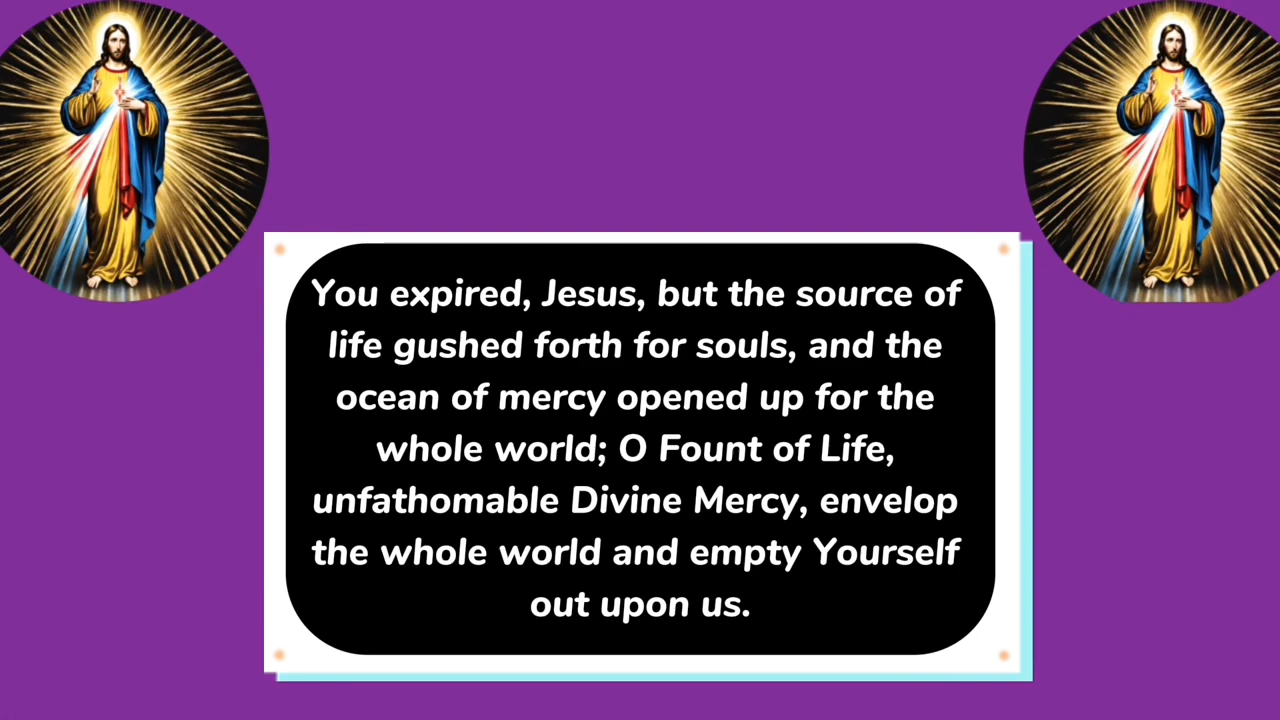 You expired, Jesus, but the source of
life gushed forth for souls, and the
ocean of mercy opened up for the
whole world; O Fount of Life,
unfathomable Divine Mercy, envelop
the whole world and empty Yourself
out upon us.